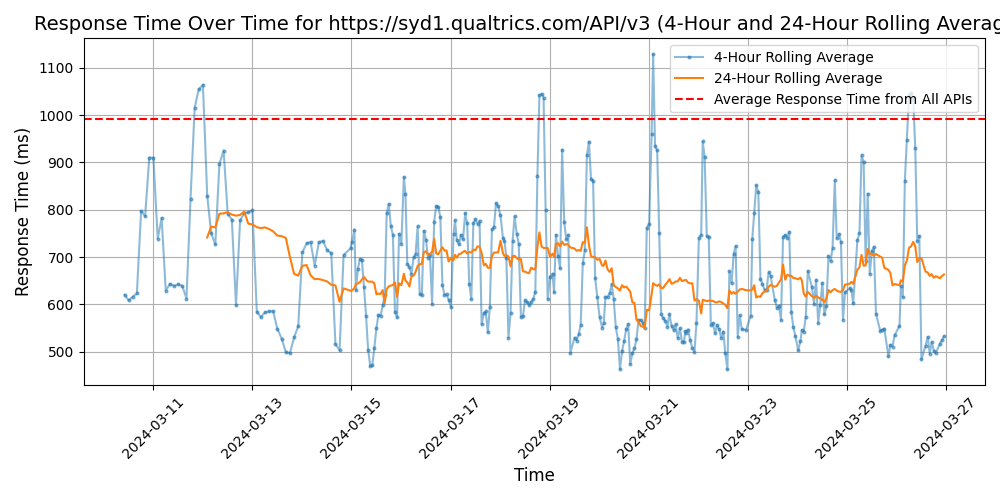 Response Time Over Time for https://syd1.qualtrics.com/API/v3 (4-Hour and 24-Hour Rolling Averag
4-Hour Rolling Average
24-Hour Rolling Average
Average Response Time from All APIs
Response Time (ms)
1100
1000
900
800
700
600
500
2024-03-11
2024-03-13
2024-03-15
2024-03-17
2024-03-19
2024-03-21
2024-03-23
2024-03-25
2024-03-27
Time